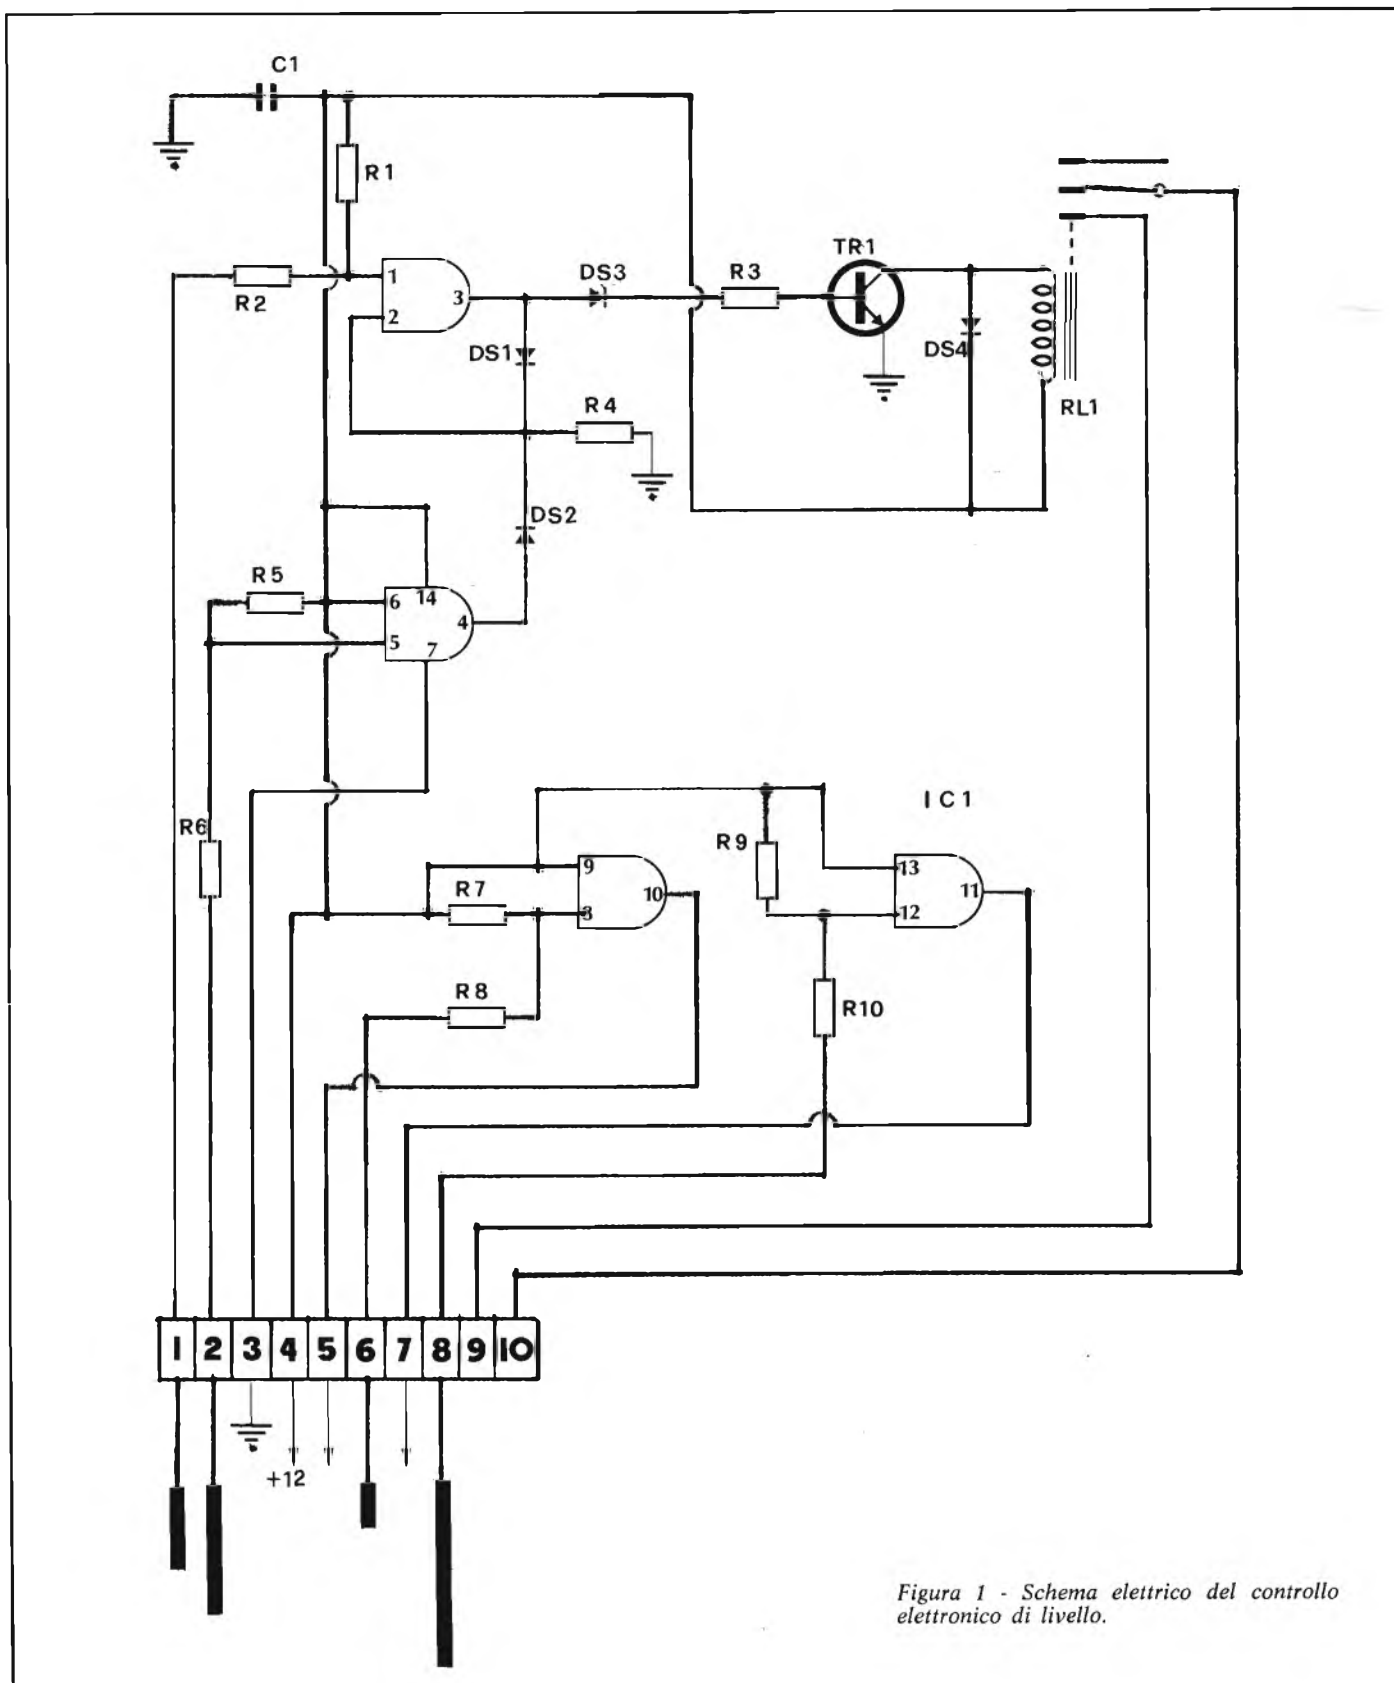 C1
R1
TR1
R2
1
2
3
DS3
R3
DS1
DS4
RL1
R4
DS2
R5
6
14
5
7
4
IC1
R6
R9
9
R7
3
10
13
12
11
R8
R10
1 2 3 4 5 6 7 8 9 10
+12
Figura 1 - Schema elettrico del controllo
elettronico di livello.